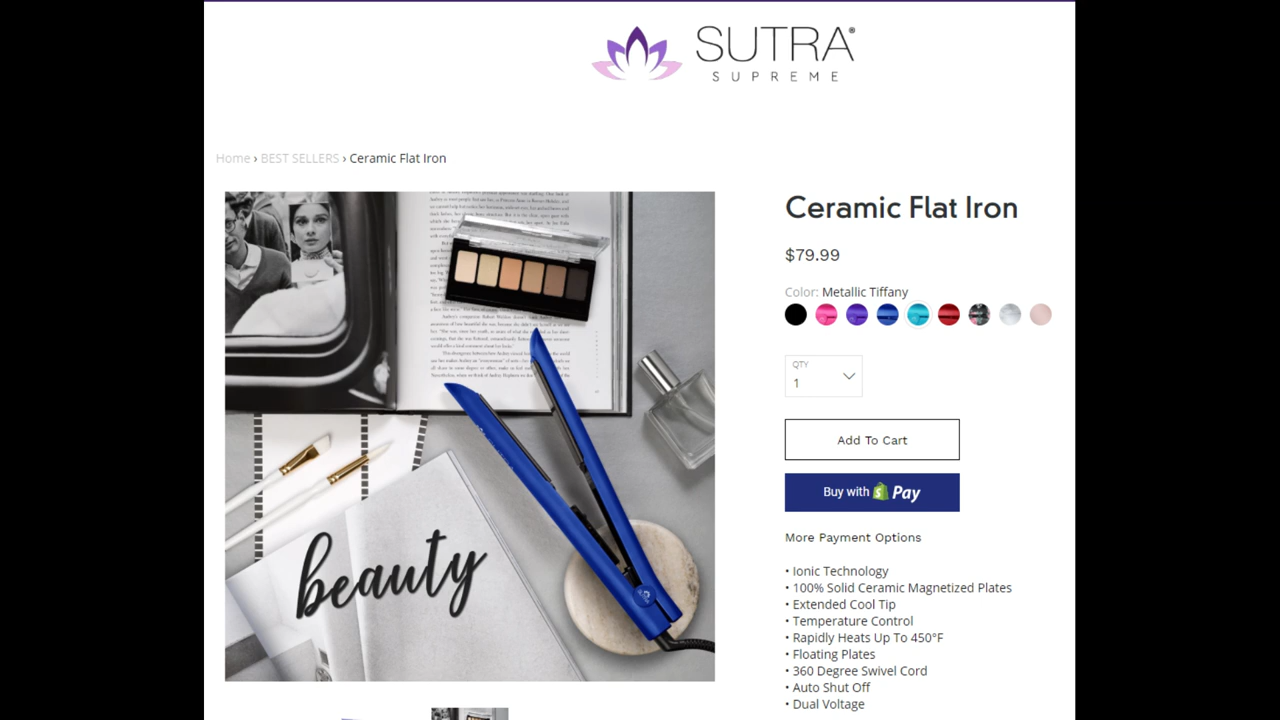 SUTRA®
SUPREME
Home › BEST SELLERS › Ceramic Flat Iron
beauty
Ceramic Flat Iron
$79.99
Color: Metallic Tiffany
QTY
1
Add To Cart
Buy with Pay
More Payment Options
• Ionic Technology
• 100% Solid Ceramic Magnetized Plates
• Extended Cool Tip
• Temperature Control
• Rapidly Heats Up To 450°F
• Floating Plates
• 360 Degree Swivel Cord
• Auto Shut Off
• Dual Voltage